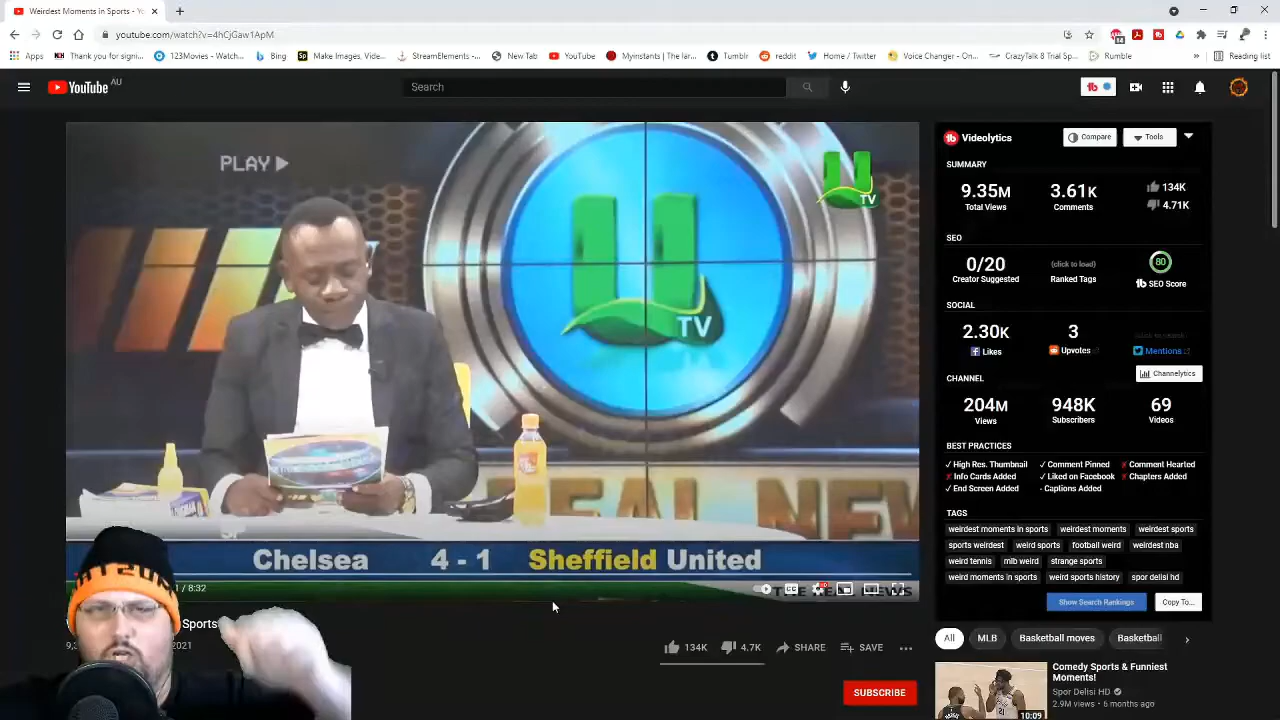 Weirdest Moments in Sports - Yo
youtube.com/watch?v=4hCjGaw1ApM
Apps
Thank you for signi...
123Movies - Watch...
Bing
Make Images, Vide...
StreamElements -...
New Tab
YouTube
Myinstants | The...
Tumblr
reddit
Home / Twitter
Voice Changer - On...
CrazyTalk 8 Trial Sp...
Rumble
»
Reading list
YouTube AU
Search
PLAY
TV
TV
REAL NEW
Chelsea 4 - 1 Sheffield United
/ 8:32
Sports
2021
134K
4.7K
SHARE
SAVE
SUBSCRIBE
Videolytics
Compare
Tools
SUMMARY
9.35M
Total Views
3.61K
Comments
134K
4.71K
SEO
0/20
Creator Suggested
(click to load)
Ranked Tags
80
SEO Score
SOCIAL
2.30K
Likes
3
Upvotes
Mentions
CHANNEL
Channelytics
204M
Views
948K
Subscribers
69
Videos
BEST PRACTICES
✓ High Res. Thumbnail
✓ Comment Pinned
✗ Comment Hearted
✗ Info Cards Added
✓ Liked on Facebook
✗ Chapters Added
✓ End Screen Added
- Captions Added
TAGS
weirdest moments in sports
weirdest moments
weirdest sports
sports weirdest
weird sports
football weird
weirdest nba
weird tennis
mlb weird
strange sports
weird moments in sports
weird sports history
spor delisi hd
Show Search Rankings
Copy To...
All
MLB
Basketball moves
Basketball
Comedy Sports & Funniest
Moments!
Spor Delisi HD
2.9M views • 6 months ago
10:09